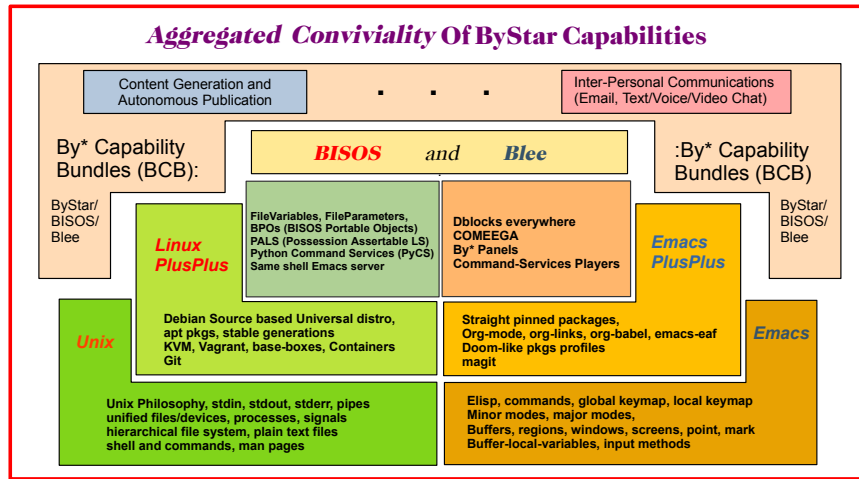 Aggregated Conviviality Of ByStar Capabilities
Content Generation and
Autonomous Publication
. . .
Inter-Personal Communications
(Email, Text/Voice/Video Chat)
By* Capability
Bundles (BCB):
BISOS and Blee
:By* Capability
Bundles (BCB)
ByStar/
BISOS/
Blee
ByStar/
BISOS/
Blee
Linux
PlusPlus
FileVariables, FileParameters,
BPOs (BISOS Portable Objects)
PALS (Possession Assertable LS)
Python Command Services (PyCS)
Same shell Emacs server
Dblocks everywhere
COMEEGA
By* Panels
Command-Services Players
Emacs
PlusPlus
Unix
Debian Source based Universal distro,
apt pkgs, stable generations
KVM, Vagrant, base-boxes, Containers
Git
Straight pinned packages,
Org-mode, org-links, org-babel, emacs-eaf
Doom-like pkgs profiles
magit
Emacs
Unix Philosophy, stdin, stdout, stderr, pipes
unified files/devices, processes, signals
hierarchical file system, plain text files
shell and commands, man pages
Elisp, commands, global keymap, local keymap
Minor modes, major modes,
Buffers, regions, windows, screens, point, mark
Buffer-local-variables, input methods